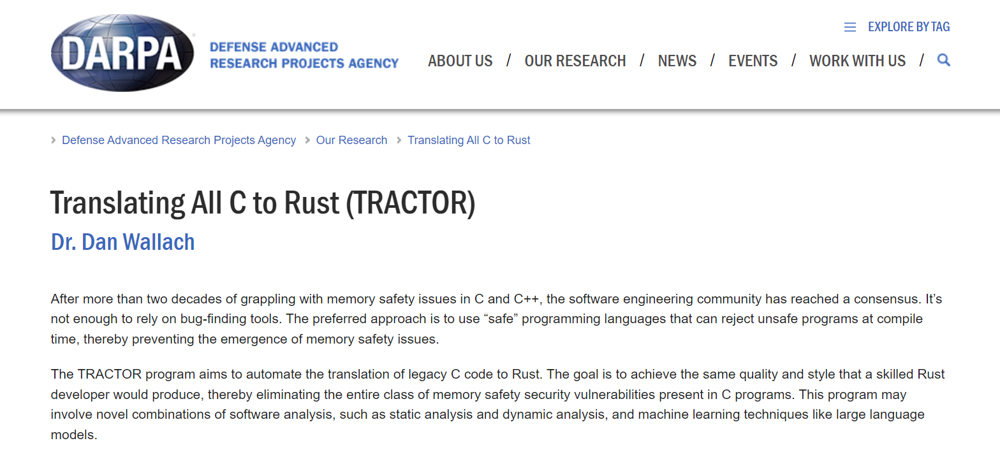 DARPA
DEFENSE ADVANCED
RESEARCH PROJECTS AGENCY
EXPLORE BY TAG
ABOUT US / OUR RESEARCH / NEWS / EVENTS / WORK WITH US /
Defense Advanced Research Projects Agency Our Research Translating All C to Rust
Translating All C to Rust (TRACTOR)
Dr. Dan Wallach
After more than two decades of grappling with memory safety issues in C and C++, the software engineering community has reached a consensus. It’s
not enough to rely on bug-finding tools. The preferred approach is to use “safe” programming languages that can reject unsafe programs at compile
time, thereby preventing the emergence of memory safety issues.
The TRACTOR program aims to automate the translation of legacy C code to Rust. The goal is to achieve the same quality and style that a skilled Rust
developer would produce, thereby eliminating the entire class of memory safety security vulnerabilities present in C programs. This program may
involve novel combinations of software analysis, such as static analysis and dynamic analysis, and machine learning techniques like large language
models.